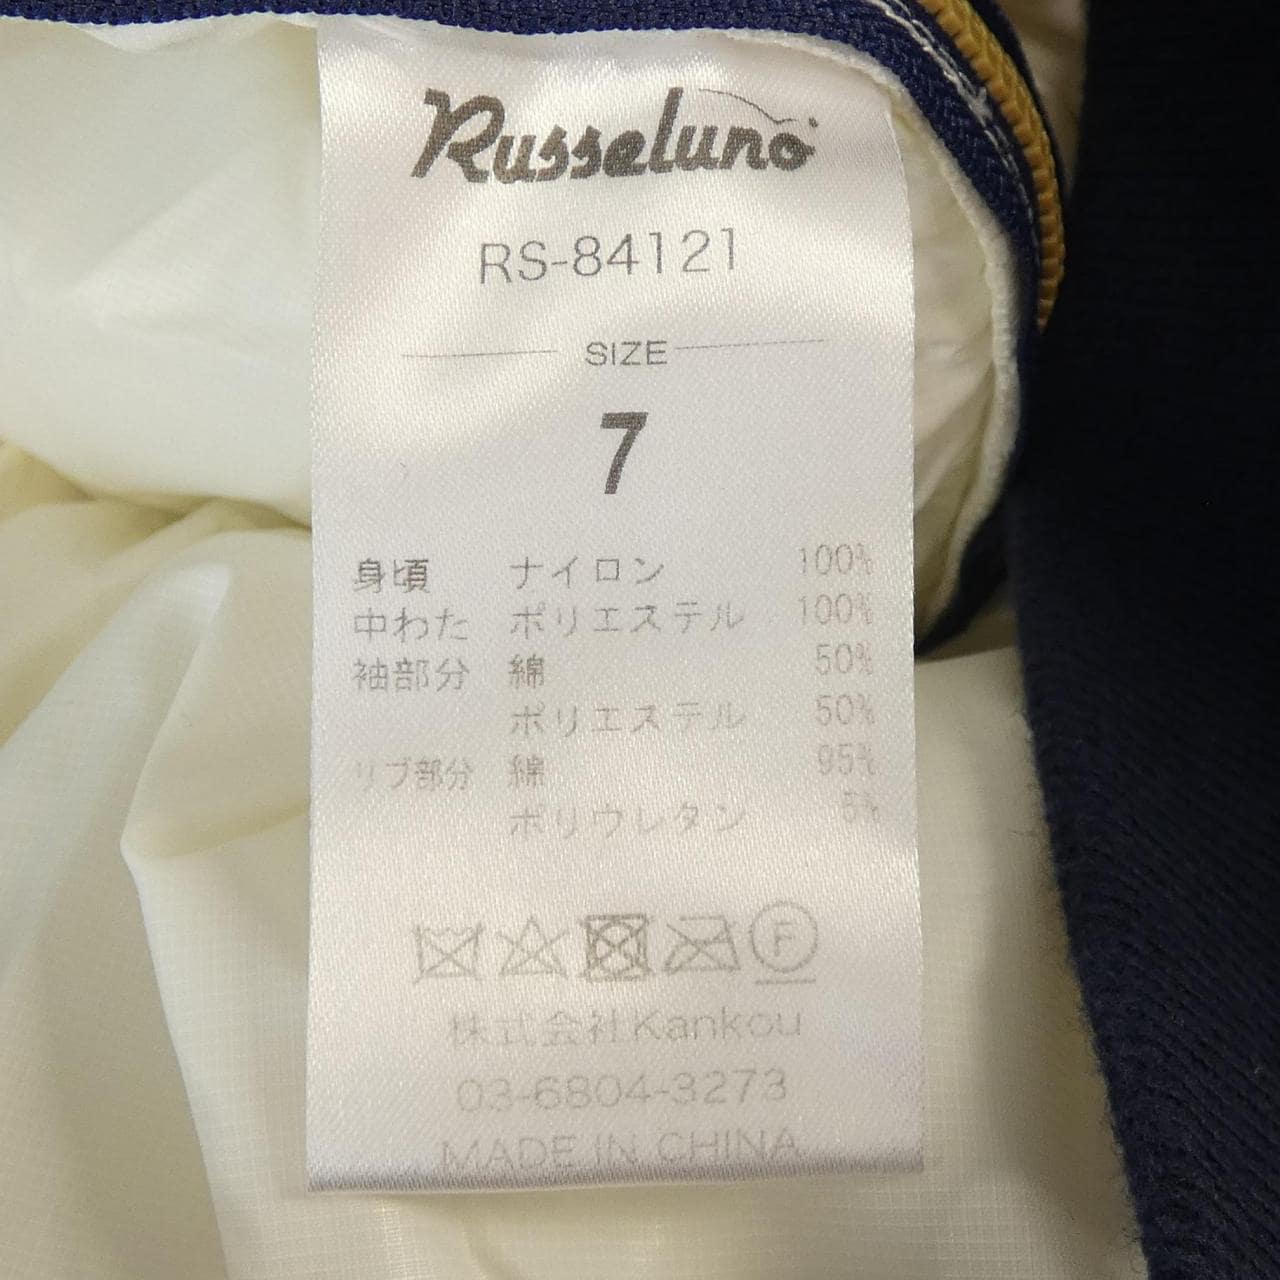 Russeluno
RS-84121
SIZE
7
身頃 ナイロン 100%
中わた ポリエステル 100%
袖部分 綿 50%
ポリエステル 50%
リブ部分 綿 95%
ポリウレタン 5%
F
株式会社Kankou
03-6804-3273
MADE IN CHINA